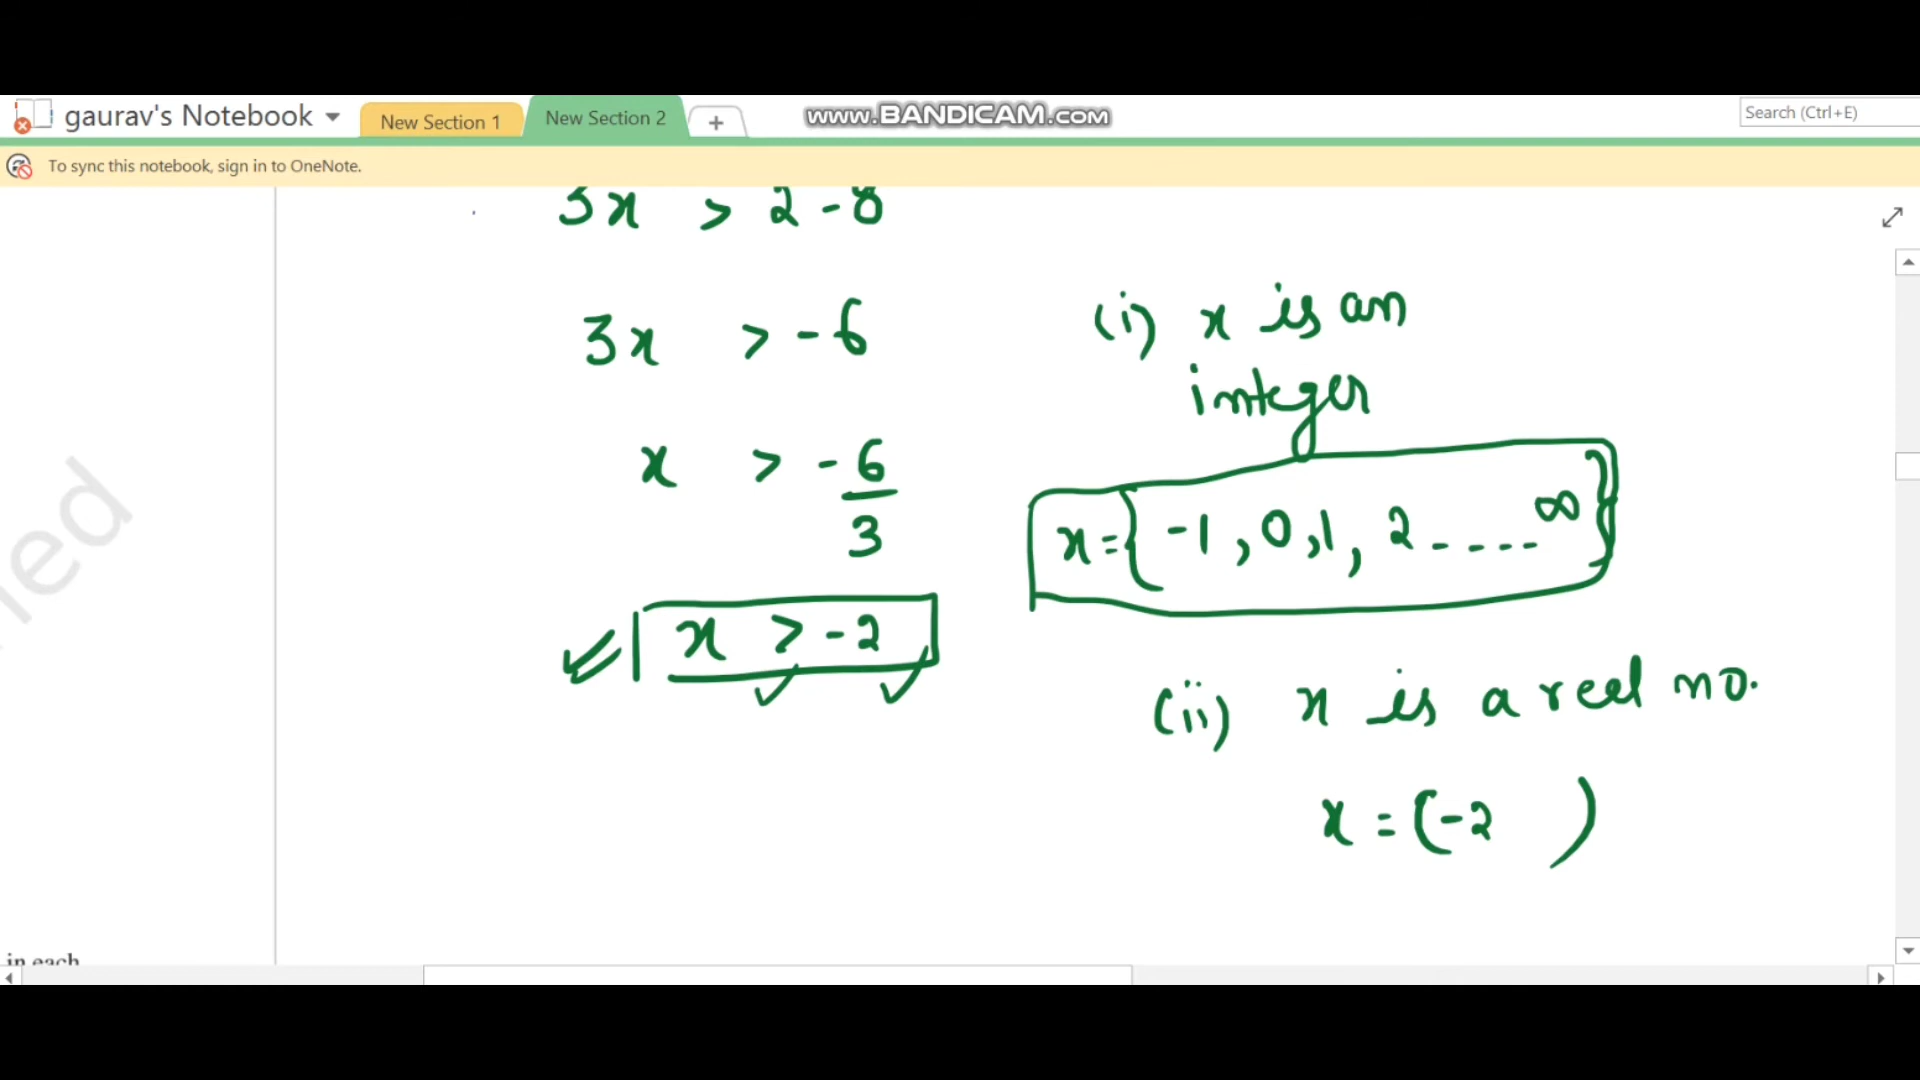 gaurav's Notebook
New Section 1
New Section 2
+
www.BANDICAM.com
Search (Ctrl+E)
To sync this notebook, sign in to OneNote.
3x > 2 - 8
3x > -6
x > -6/3
x > -2
(i) x is an
integer
x = { -1 , 0 , 1 , 2 - - - - ∞ }
(ii) x is a real no.
x = ( -2 )
in each